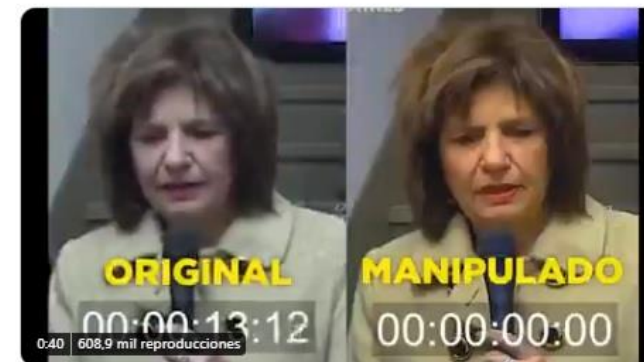 ORIGINAL
MANIPULADO
00:00:13:12
00:00:00:00
0:40 608,9 mil reproducciones